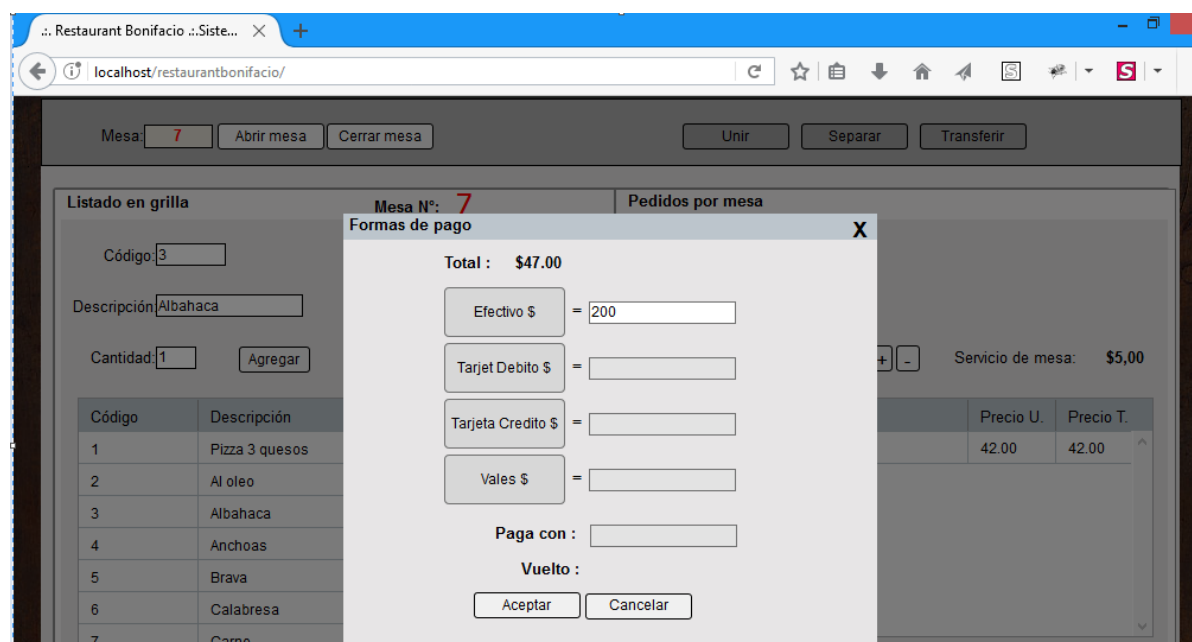 .:. Restaurant Bonifacio .:.Siste...
localhost/restaurantbonifacio/
Mesa: 7 Abrir mesa Cerrar mesa Unir Separar Transferir
Listado en grilla Mesa N°: 7 Pedidos por mesa
Formas de pago X
Código: 3
Total : $47.00
Descripción: Albahaca
Efectivo $ = 200
Cantidad: 1 Agregar
Tarjet Debito $ =
+ - Servicio de mesa: $5,00
Código Descripción
Tarjeta Credito $ =
Precio U. Precio T.
1 Pizza 3 quesos
42.00 42.00
2 Al oleo
Vales $ =
3 Albahaca
Paga con :
4 Anchoas
Vuelto :
5 Brava
Aceptar Cancelar
6 Calabresa
7 Carne